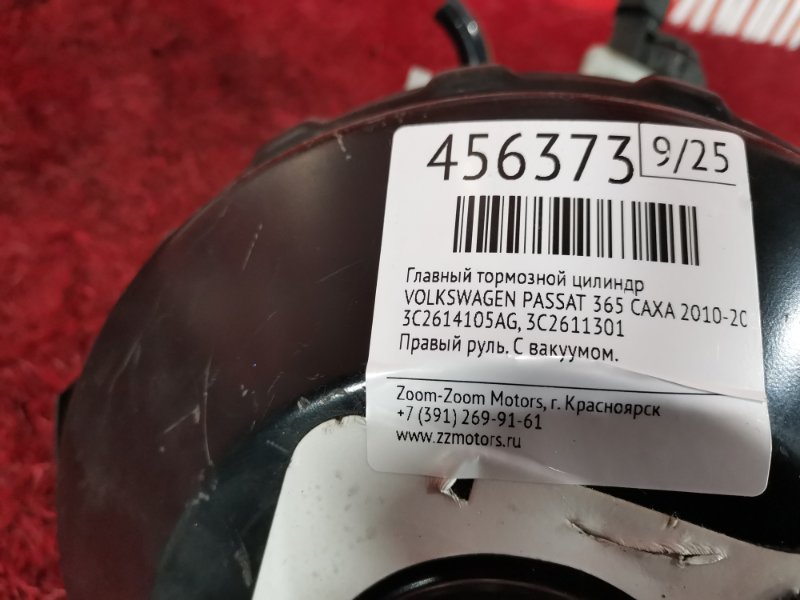 456373 9/25
Главный тормозной цилиндр
VOLKSWAGEN PASSAT 365 CAXA 2010-20
3C2614105AG, 3C2611301
Правый руль. С вакуумом.
Zoom-Zoom Motors, г. Красноярск
+7 (391) 269-91-61
www.zzmotors.ru